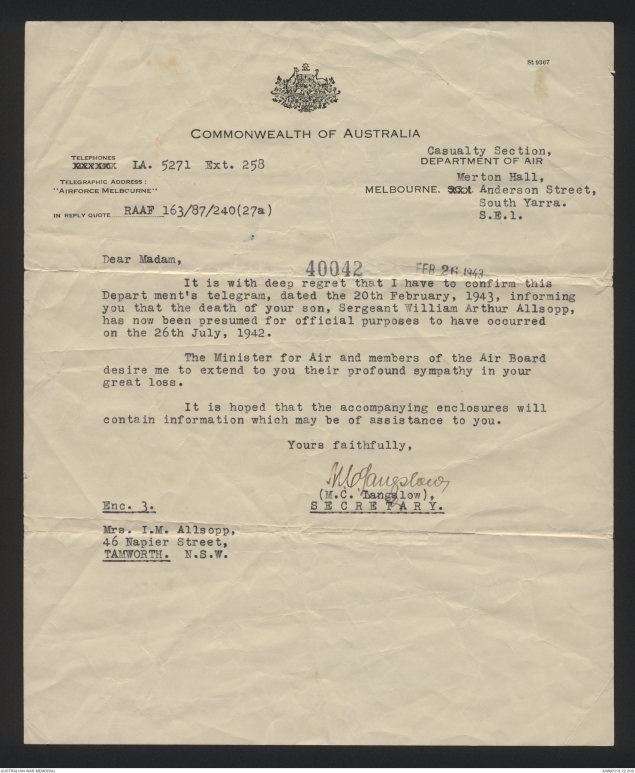 St 9367
COMMONWEALTH OF AUSTRALIA
TELEPHONES
LA. 5271 Ext. 258
TELEGRAPHIC ADDRESS:
"AIRFORCE MELBOURNE"
IN REPLY QUOTE RAAF 163/87/240(27a)
Casualty Section,
DEPARTMENT OF AIR
Merton Hall,
MELBOURNE. Anderson Street,
South Yarra.
S.E.1.
Dear Madam,
40042 FEB 26 1943
It is with deep regret that I have to confirm this
Depart ment's telegram, dated the 20th February, 1943, informing
you that the death of your son, Sergeant William Arthur Allsopp,
has now been presumed for official purposes to have occurred
on the 26th July, 1942.
The Minister for Air and members of the Air Board
desire me to extend to you their profound sympathy in your
great loss.
It is hoped that the accompanying enclosures will
contain information which may be of assistance to you.
Yours faithfully,
M C Langslow
(M.C. Langslow),
SECRETARY.
Enc. 3.
Mrs. I.M. Allsopp,
46 Napier Street,
TAMWORTH. N.S.W.
AUSTRALIAN WAR MEMORIAL